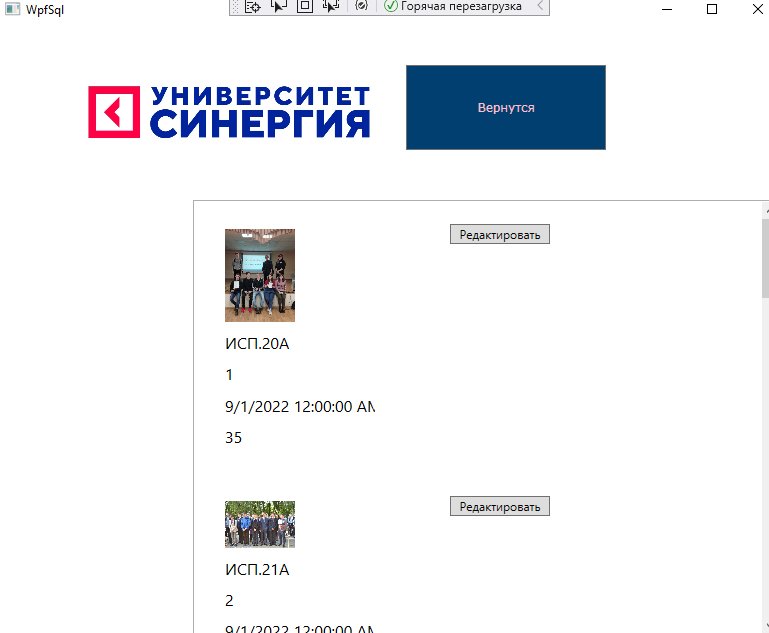 WpfSql
Горячая перезагрузка
УНИВЕРСИТЕТ
СИНЕРГИЯ
Вернутся
Редактировать
ИСП.20А
1
9/1/2022 12:00:00 AM
35
Редактировать
ИСП.21А
2
9/1/2022 12:00:00 AM